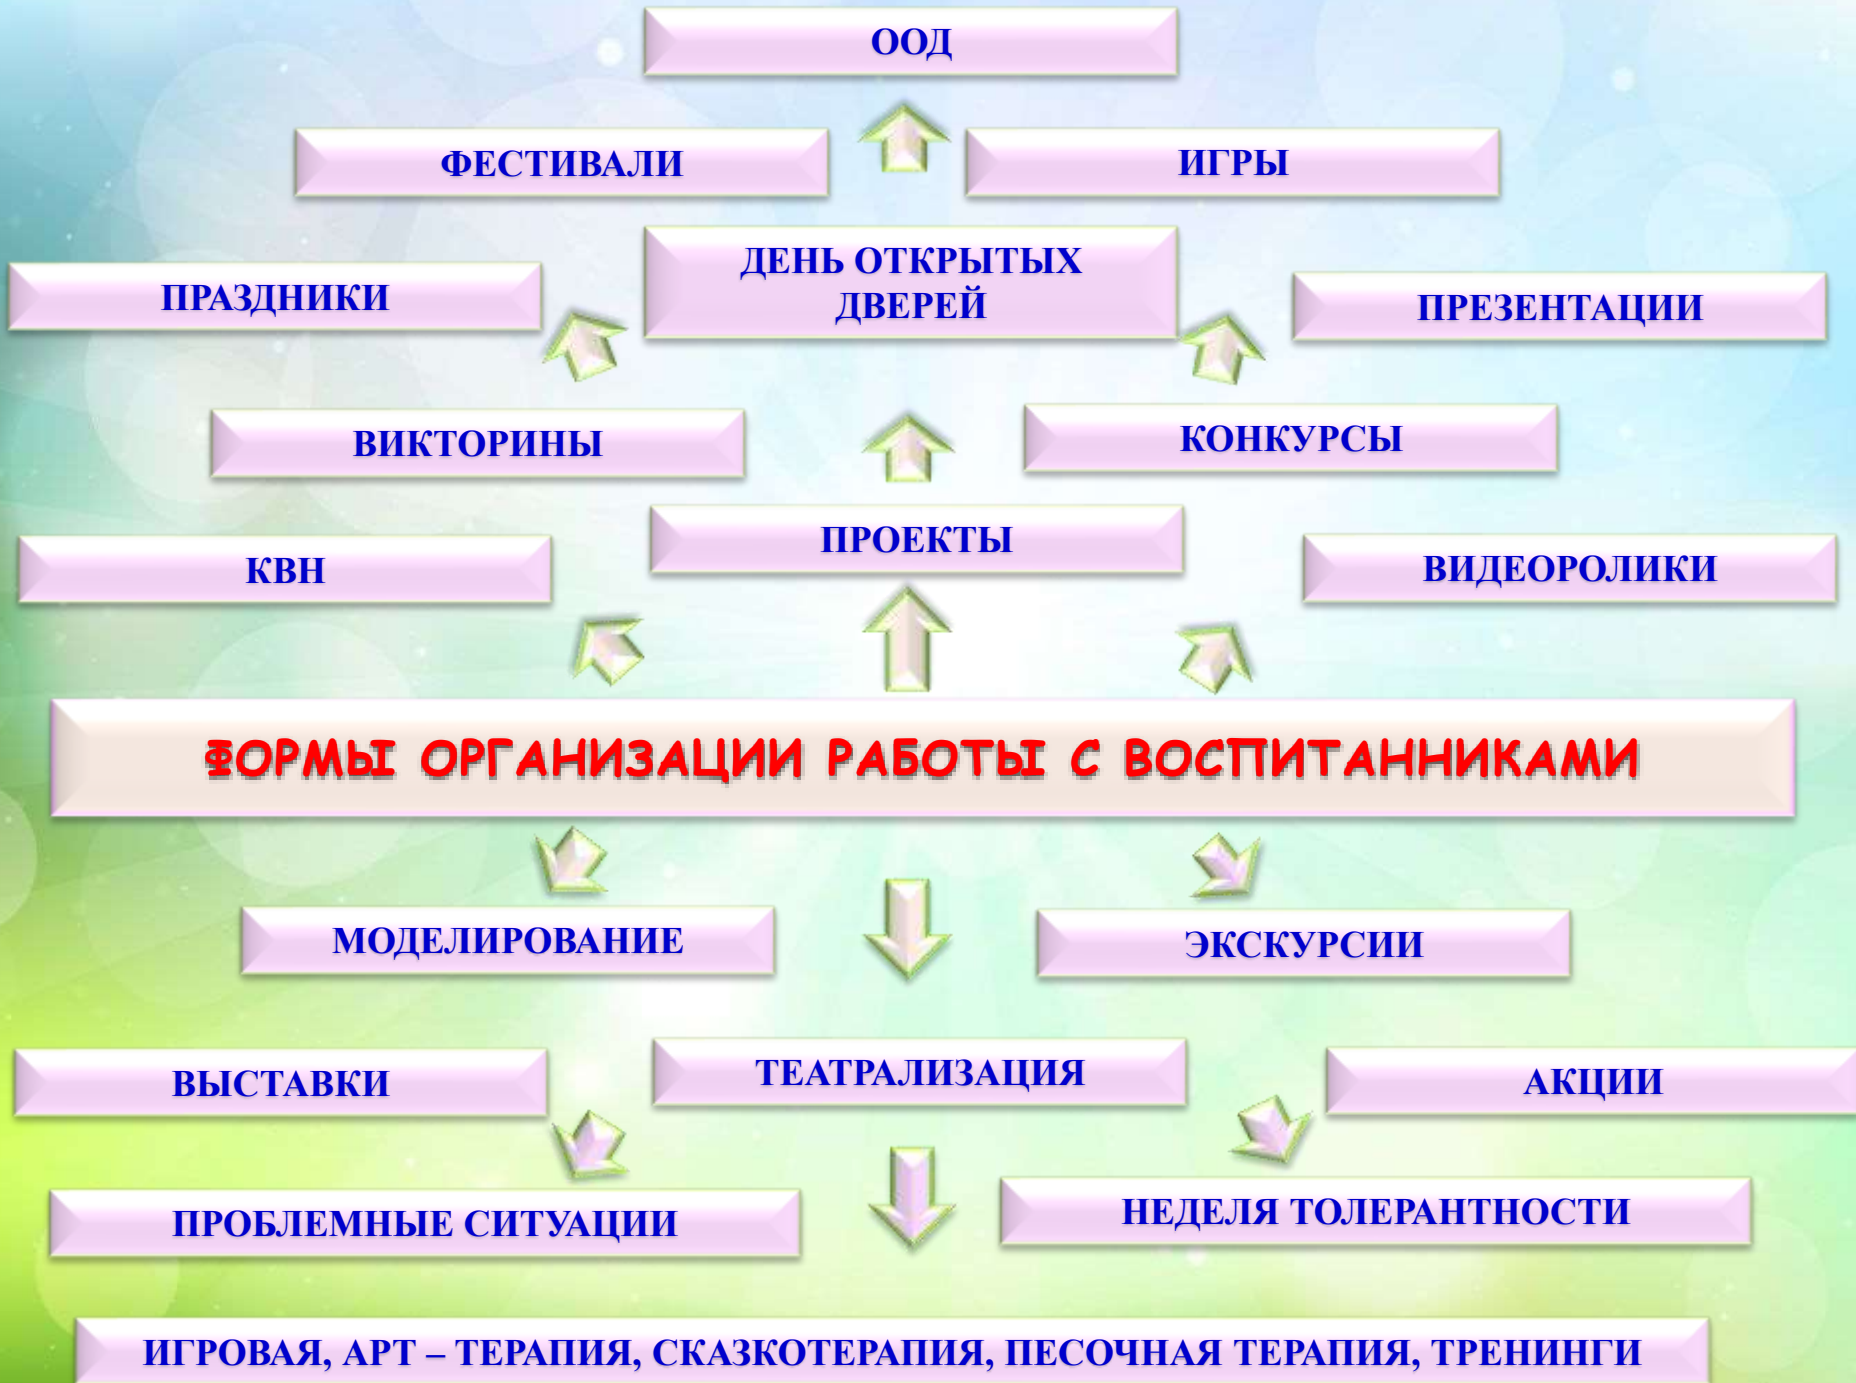 ООД
ФЕСТИВАЛИ
ИГРЫ
ДЕНЬ ОТКРЫТЫХ
ДВЕРЕЙ
ПРАЗДНИКИ
ПРЕЗЕНТАЦИИ
ВИКТОРИНЫ
КОНКУРСЫ
ПРОЕКТЫ
КВН
ВИДЕОРОЛИКИ
ФОРМЫ ОРГАНИЗАЦИИ РАБОТЫ С ВОСПИТАННИКАМИ
МОДЕЛИРОВАНИЕ
ЭКСКУРСИИ
ВЫСТАВКИ
ТЕАТРАЛИЗАЦИЯ
АКЦИИ
ПРОБЛЕМНЫЕ СИТУАЦИИ
НЕДЕЛЯ ТОЛЕРАНТНОСТИ
ИГРОВАЯ, АРТ – ТЕРАПИЯ, СКАЗКОТЕРАПИЯ, ПЕСОЧНАЯ ТЕРАПИЯ, ТРЕНИНГИ